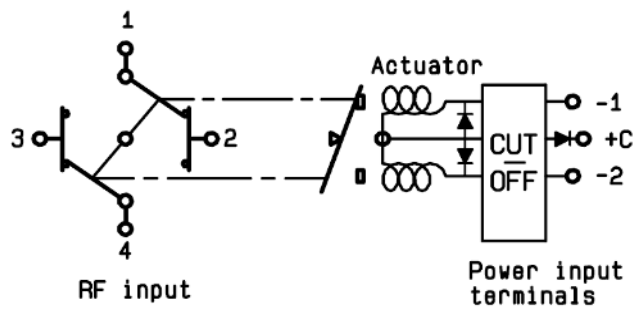 1
Actuator
-1
3
2
CUT
+C
OFF
-2
4
RF input
Power input
terminals